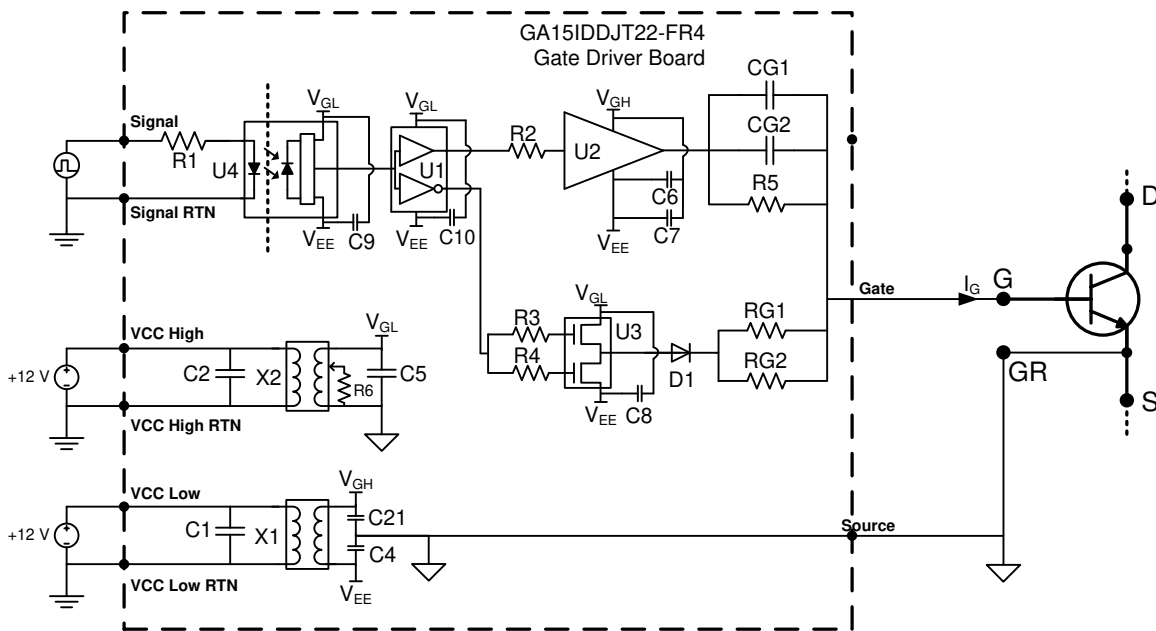 GA15IDDJT22-FR4
Gate Driver Board
CG1
CG2
VGL
VGL
VGH
Signal
R1
U4
U1
R2
U2
R5
C6
C7
Signal RTN
VEE
C9
VEE
C10
VEE
D
Gate
IG
G
VGL
R3
U3
R4
RG1
RG2
D1
VEE
C8
GR
S
VCC High
VGL
+12 V
C2
X2
R6
C5
VCC High RTN
VCC Low
VGH
+12 V
C1
X1
C21
C4
Source
VCC Low RTN
VEE